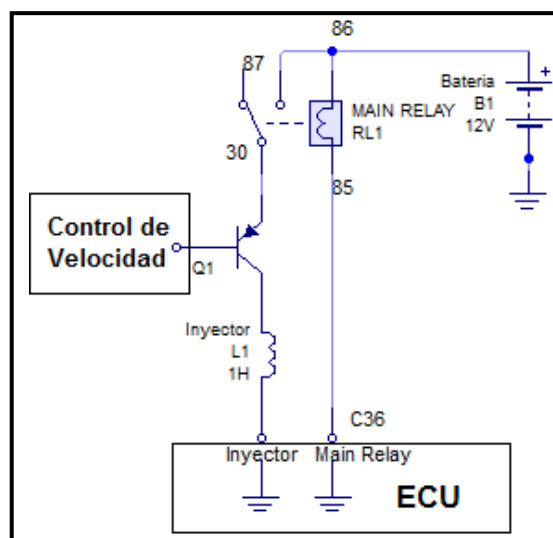 86
87
Bateria
B1
12V
MAIN RELAY
RL1
30
85
Control de
Velocidad
Q1
Inyector
L1
1H
C36
Inyector
Main Relay
ECU
+